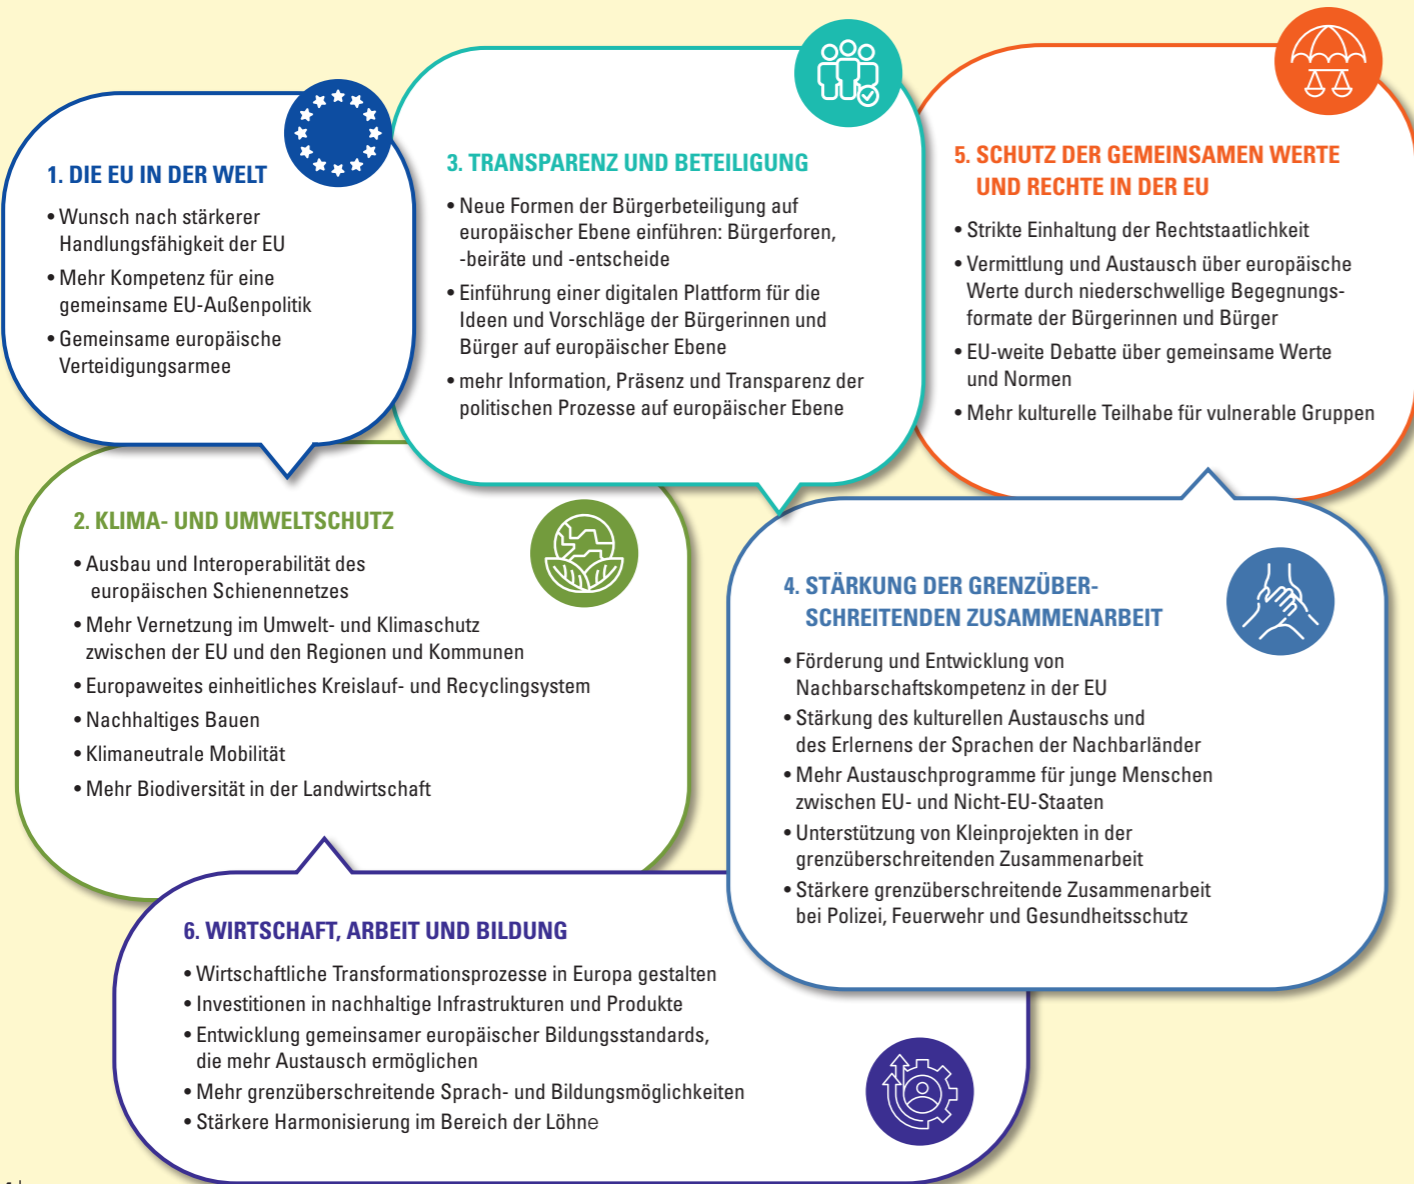 1. DIE EU IN DER WELT
• Wunsch nach stärkerer
Handlungsfähigkeit der EU
• Mehr Kompetenz für eine
gemeinsame EU-Außenpolitik
• Gemeinsame europäische
Verteidigungsarmee
2. KLIMA- UND UMWELTSCHUTZ
• Ausbau und Interoperabilität des
europäischen Schienennetzes
• Mehr Vernetzung im Umwelt- und Klimaschutz
zwischen der EU und den Regionen und Kommunen
• Europaweites einheitliches Kreislauf- und Recyclingsystem
• Nachhaltiges Bauen
• Klimaneutrale Mobilität
• Mehr Biodiversität in der Landwirtschaft
3. TRANSPARENZ UND BETEILIGUNG
• Neue Formen der Bürgerbeteiligung auf
europäischer Ebene einführen: Bürgerforen,
-beiräte und -entscheide
• Einführung einer digitalen Plattform für die
Ideen und Vorschläge der Bürgerinnen und
Bürger auf europäischer Ebene
• mehr Information, Präsenz und Transparenz der
politischen Prozesse auf europäischer Ebene
4. STÄRKUNG DER GRENZÜBER-
SCHREITENDEN ZUSAMMENARBEIT
• Förderung und Entwicklung von
Nachbarschaftskompetenz in der EU
• Stärkung des kulturellen Austauschs und
des Erlernens der Sprachen der Nachbarländer
• Mehr Austauschprogramme für junge Menschen
zwischen EU- und Nicht-EU-Staaten
• Unterstützung von Kleinprojekten in der
grenzüberschreitenden Zusammenarbeit
• Stärkere grenzüberschreitende Zusammenarbeit
bei Polizei, Feuerwehr und Gesundheitsschutz
5. SCHUTZ DER GEMEINSAMEN WERTE
UND RECHTE IN DER EU
• Strikte Einhaltung der Rechtstaatlichkeit
• Vermittlung und Austausch über europäische
Werte durch niederschwellige Begegnungs-
formate der Bürgerinnen und Bürger
• EU-weite Debatte über gemeinsame Werte
und Normen
• Mehr kulturelle Teilhabe für vulnerable Gruppen
6. WIRTSCHAFT, ARBEIT UND BILDUNG
• Wirtschaftliche Transformationsprozesse in Europa gestalten
• Investitionen in nachhaltige Infrastrukturen und Produkte
• Entwicklung gemeinsamer europäischer Bildungsstandards,
die mehr Austausch ermöglichen
• Mehr grenzüberschreitende Sprach- und Bildungsmöglichkeiten
• Stärkere Harmonisierung im Bereich der Löhne